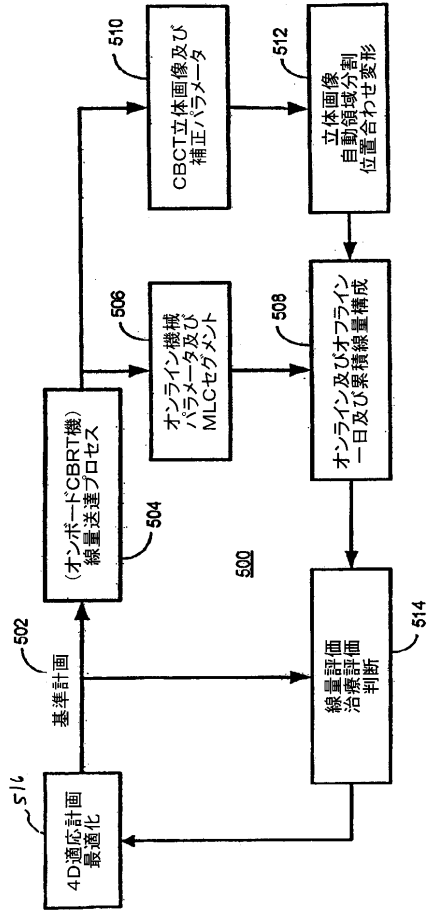 516
4D適応計画
最適化
502
基準計画
(オンボードCBRT機)
線量送達プロセス
504
510
CBCT立体画像及び
補正パラメータ
506
オンライン機械
パラメータ及び
MLCセグメント
512
立体画像
自動領域分割
位置合わせ変形
500
508
オンライン及びオフライン
一日及び累積線量構成
線量評価
治療評価
判断
514